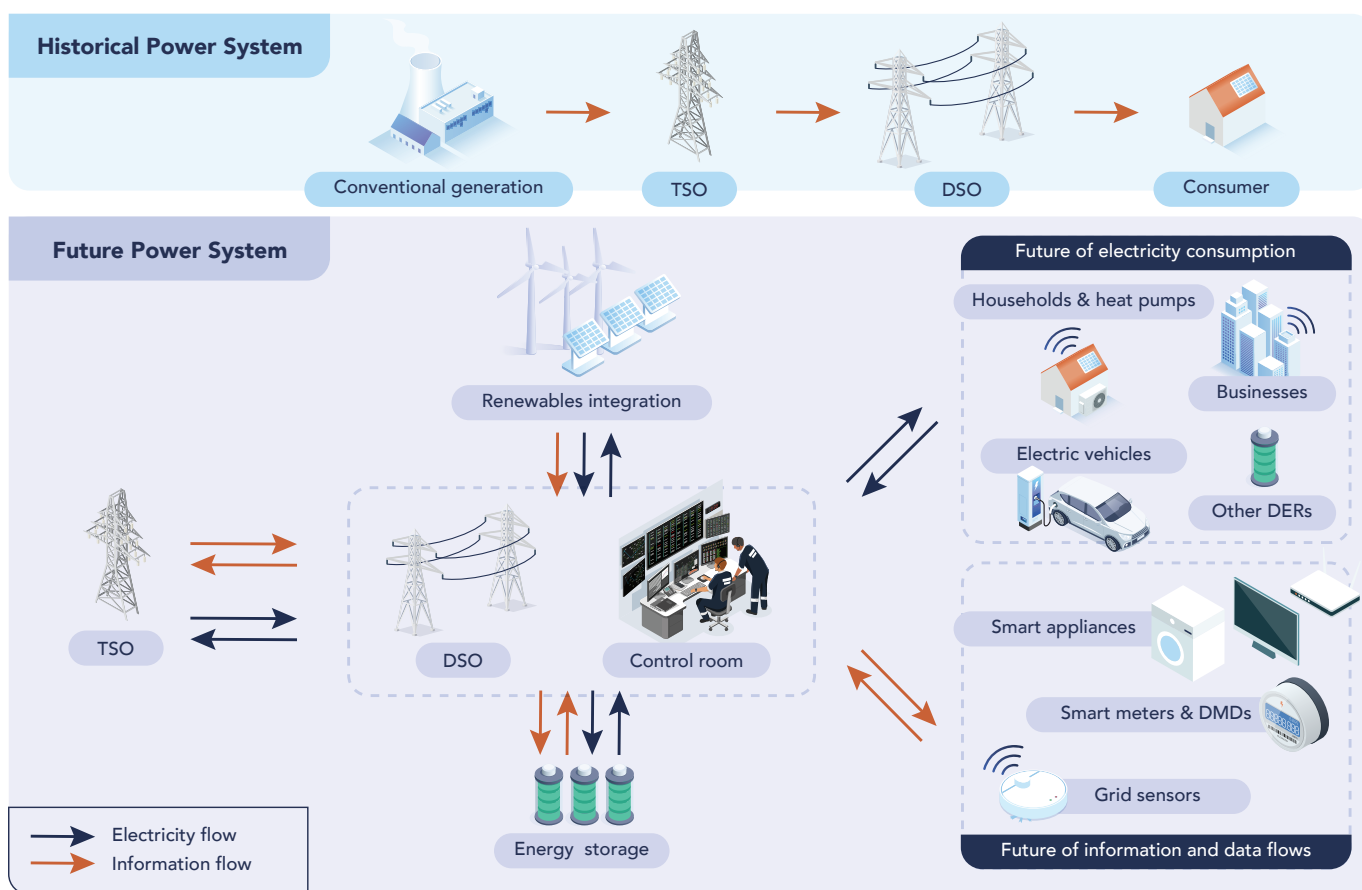 Historical Power System
Conventional generation
TSO
DSO
Consumer
Future Power System
Renewables integration
TSO
DSO
Control room
Energy storage
Future of electricity consumption
Households & heat pumps
Businesses
Electric vehicles
Other DERs
Smart appliances
Smart meters & DMDs
Grid sensors
Future of information and data flows
Electricity flow
Information flow